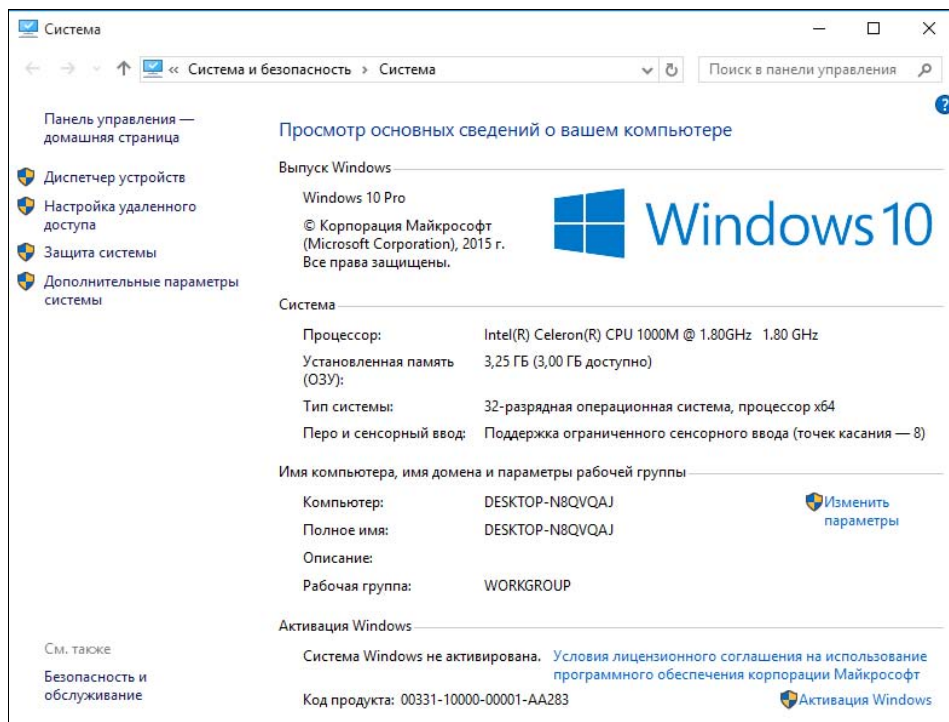 Система
« Система и безопасность › Система
Поиск в панели управления
?
Панель управления —
домашняя страница
Диспетчер устройств
Настройка удаленного
доступа
Защита системы
Дополнительные параметры
системы
Просмотр основных сведений о вашем компьютере
Выпуск Windows
Windows 10 Pro
© Корпорация Майкрософт
(Microsoft Corporation), 2015 г.
Все права защищены.
Windows 10
Система
Процессор: Intel(R) Celeron(R) CPU 1000M @ 1.80GHz 1.80 GHz
Установленная память
(ОЗУ): 3,25 ГБ (3,00 ГБ доступно)
Тип системы: 32-разрядная операционная система, процессор x64
Перо и сенсорный ввод: Поддержка ограниченного сенсорного ввода (точек касания — 8)
Имя компьютера, имя домена и параметры рабочей группы
Компьютер: DESKTOP-N8QVQAJ
Изменить
параметры
Полное имя: DESKTOP-N8QVQAJ
Описание:
Рабочая группа: WORKGROUP
Активация Windows
Система Windows не активирована. Условия лицензионного соглашения на использование
программного обеспечения корпорации Майкрософт
Код продукта: 00331-10000-00001-AA283
Активация Windows
См. также
Безопасность и
обслуживание